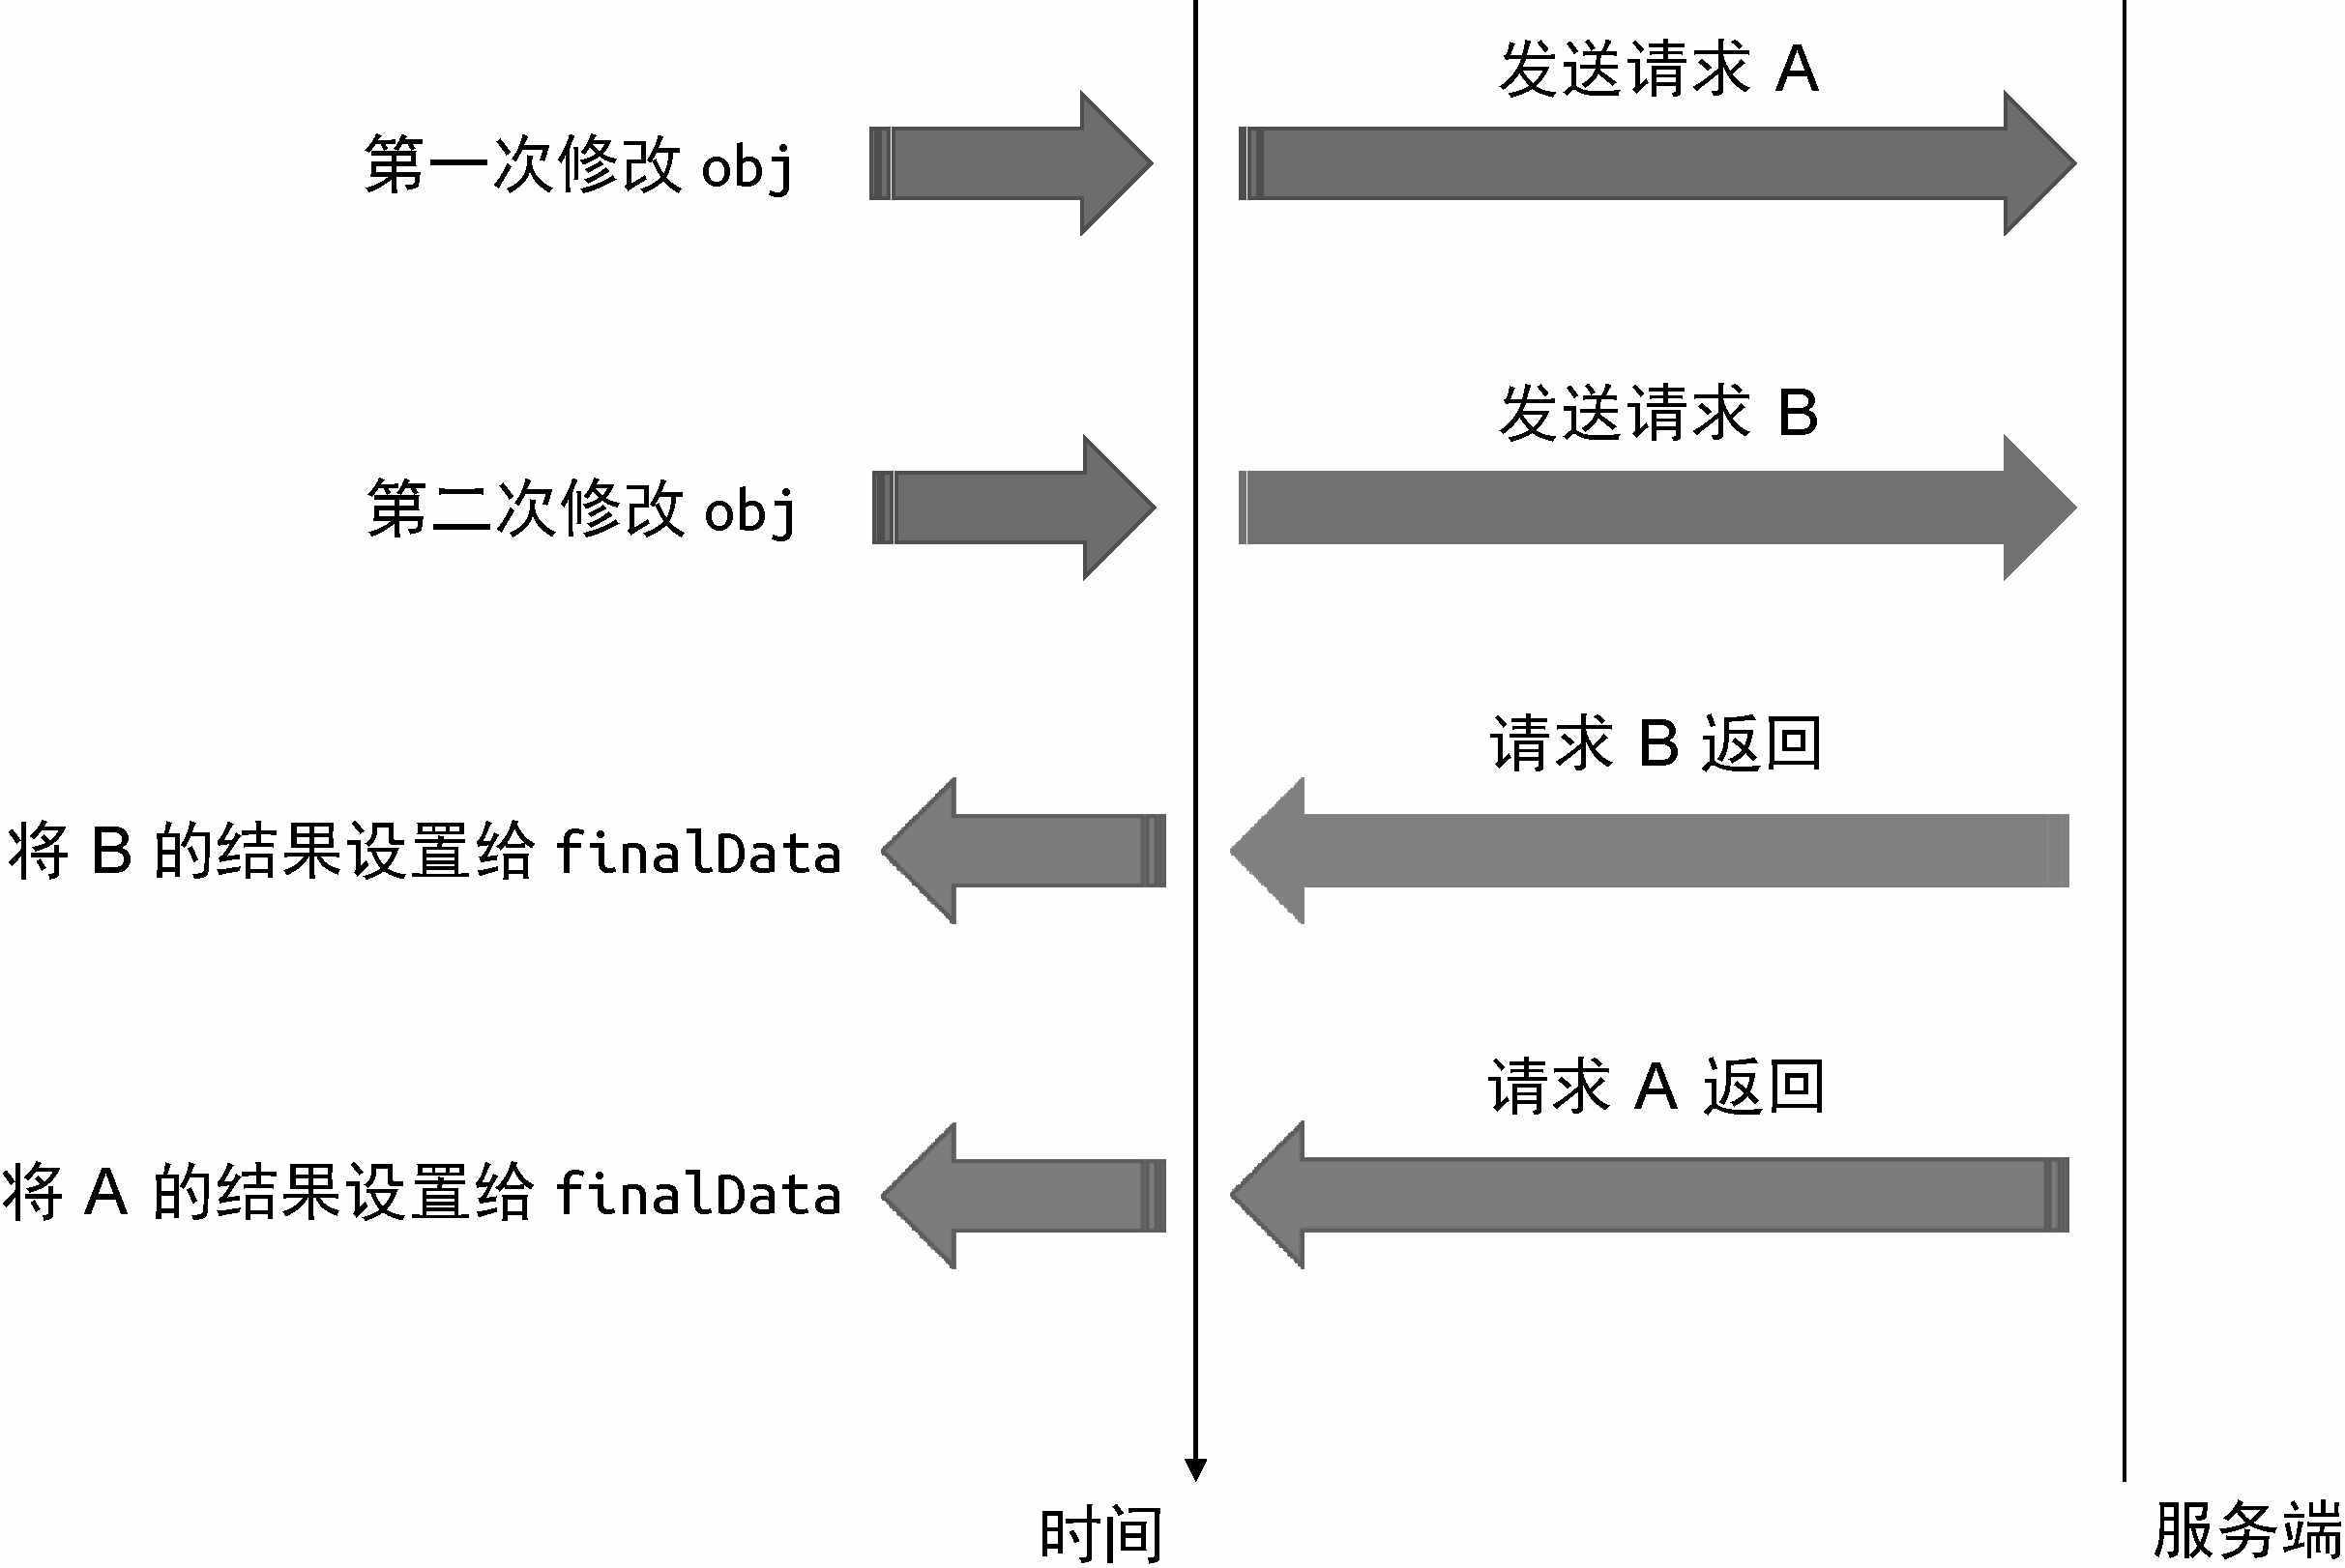 发送请求 A
第一次修改 obj
发送请求 B
第二次修改 obj
请求 B 返回
将 B 的结果设置给 finalData
请求 A 返回
将 A 的结果设置给 finalData
时间
服务端